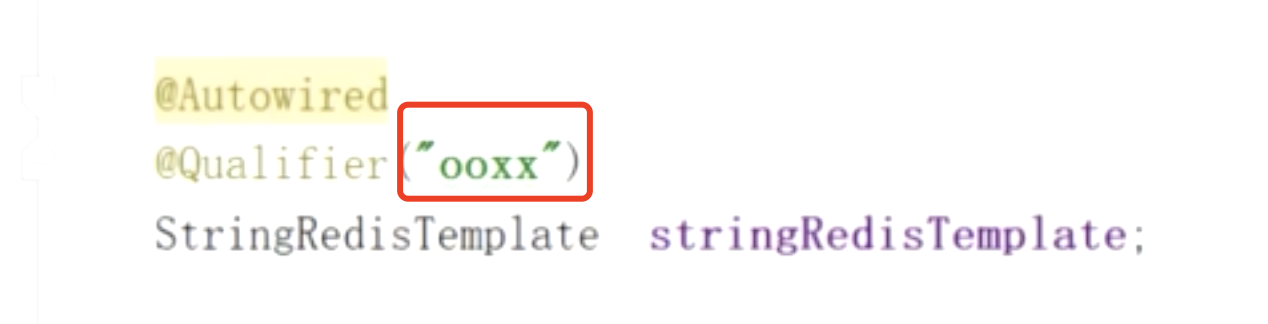 @Autowired
@Qualifier("ooxx")
StringRedisTemplate stringRedisTemplate;